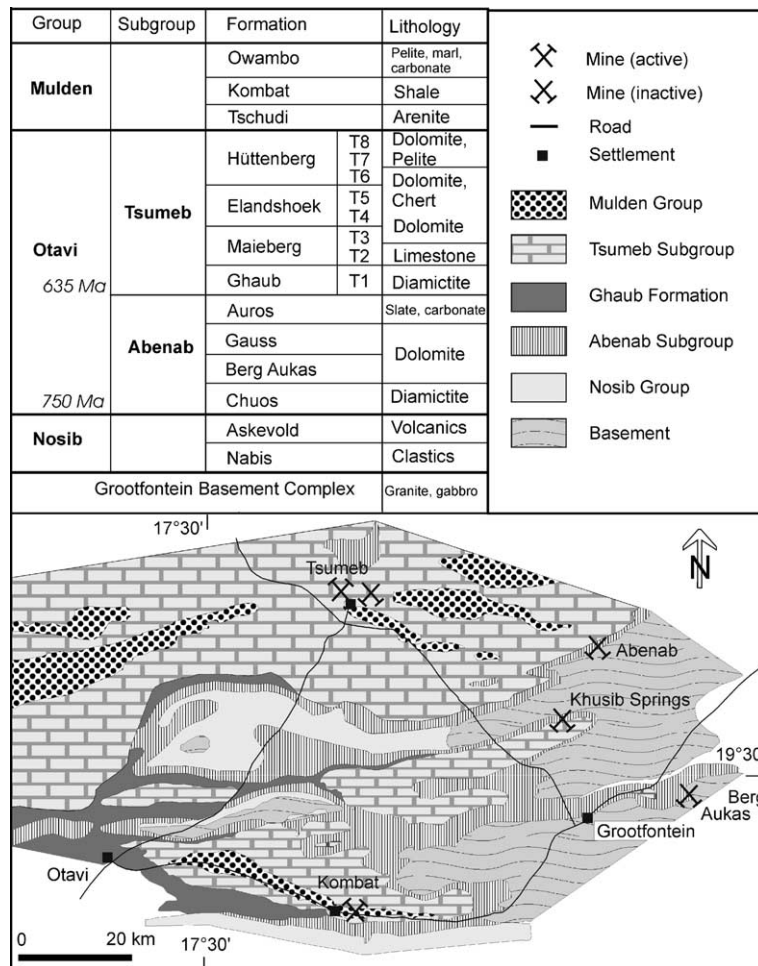 Group Subgroup Formation Lithology
Mulden
Owambo
Pelite, marl,
carbonate
Kombat Shale
Tschudi Arenite
Otavi
635 Ma
750 Ma
Tsumeb
Hüttenberg
T8
T7
T6
Dolomite,
Pelite
Dolomite,
Chert
Elandshoek
T5
T4
Dolomite
Maieberg
T3
T2
Limestone
Ghaub T1 Diamictite
Abenab
Auros Slate, carbonate
Gauss
Dolomite
Berg Aukas
Chuos Diamictite
Nosib
Askevold Volcanics
Nabis Clastics
Grootfontein Basement Complex Granite, gabbro
Mine (active)
Mine (inactive)
Road
Settlement
Mulden Group
Tsumeb Subgroup
Ghaub Formation
Abenab Subgroup
Nosib Group
Basement
17°30'
N
Tsumeb
Abenab
Khusib Springs
19°30'
Berg
Aukas
Grootfontein
Otavi
Kombat
0 20 km
17°30'